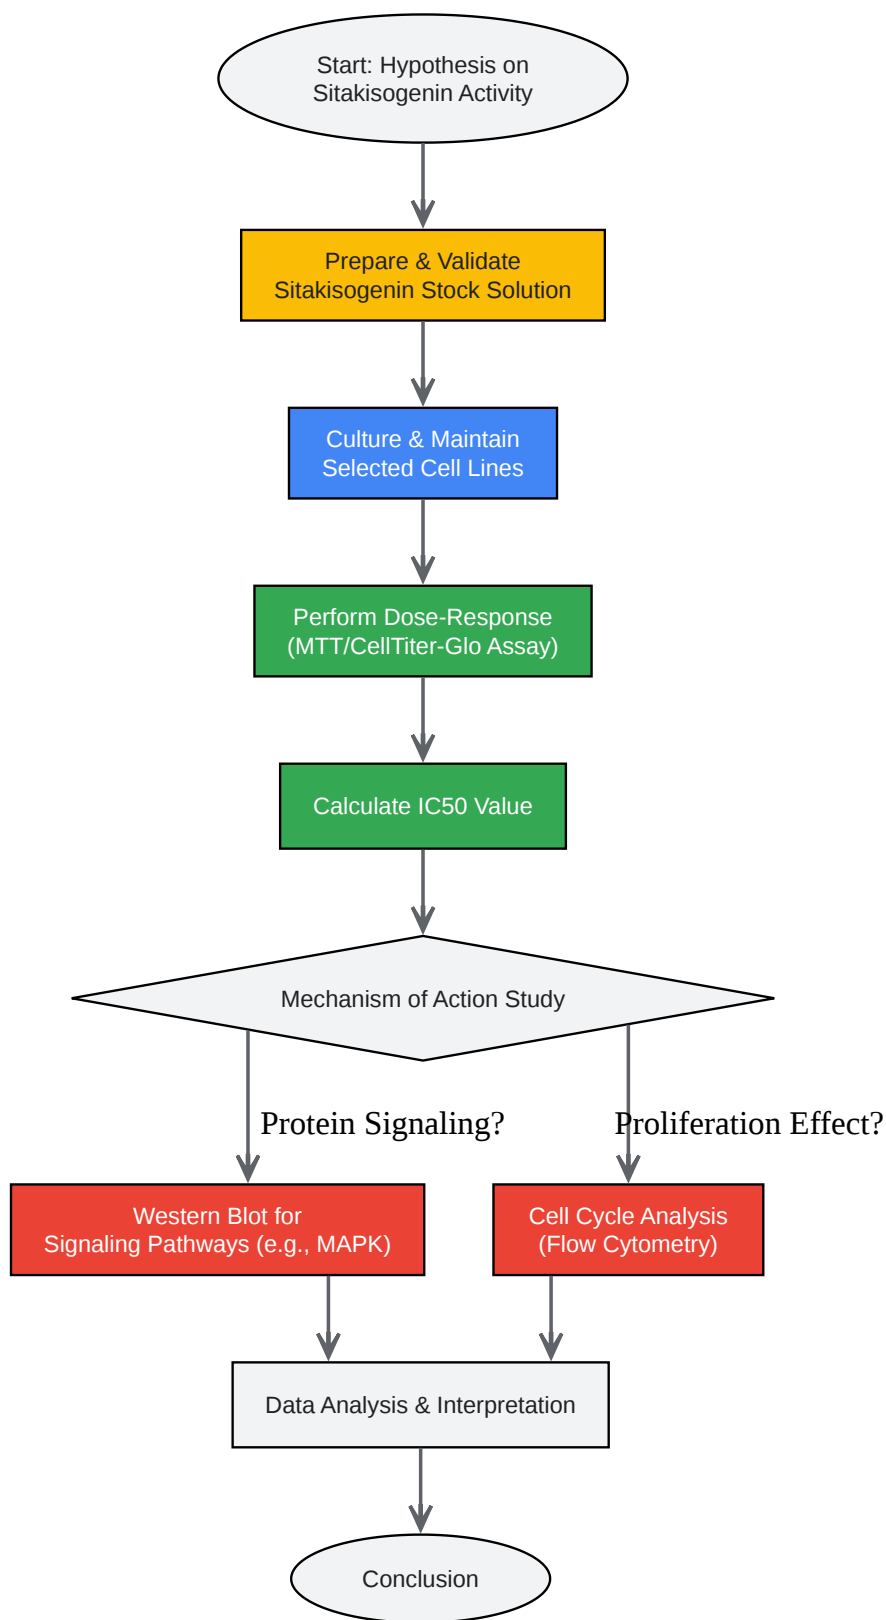 Start: Hypothesis on
Sitakisogenin Activity
Prepare & Validate
Sitakisogenin Stock Solution
Culture & Maintain
Selected Cell Lines
Perform Dose-Response
(MTT/CellTiter-Glo Assay)
Calculate IC50 Value
Mechanism of Action Study
Protein Signaling?
Proliferation Effect?
Western Blot for
Signaling Pathways (e.g., MAPK)
Cell Cycle Analysis
(Flow Cytometry)
Data Analysis & Interpretation
Conclusion